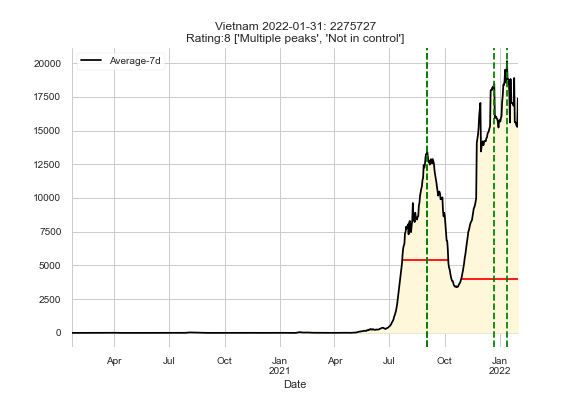 Vietnam 2022-01-31: 2275727
Rating:8 ['Multiple peaks', 'Not in control']
Average-7d
20000
17500
15000
12500
10000
7500
5000
2500
0
Apr Jul Oct Jan Apr Jul Oct Jan
2021 2022
Date